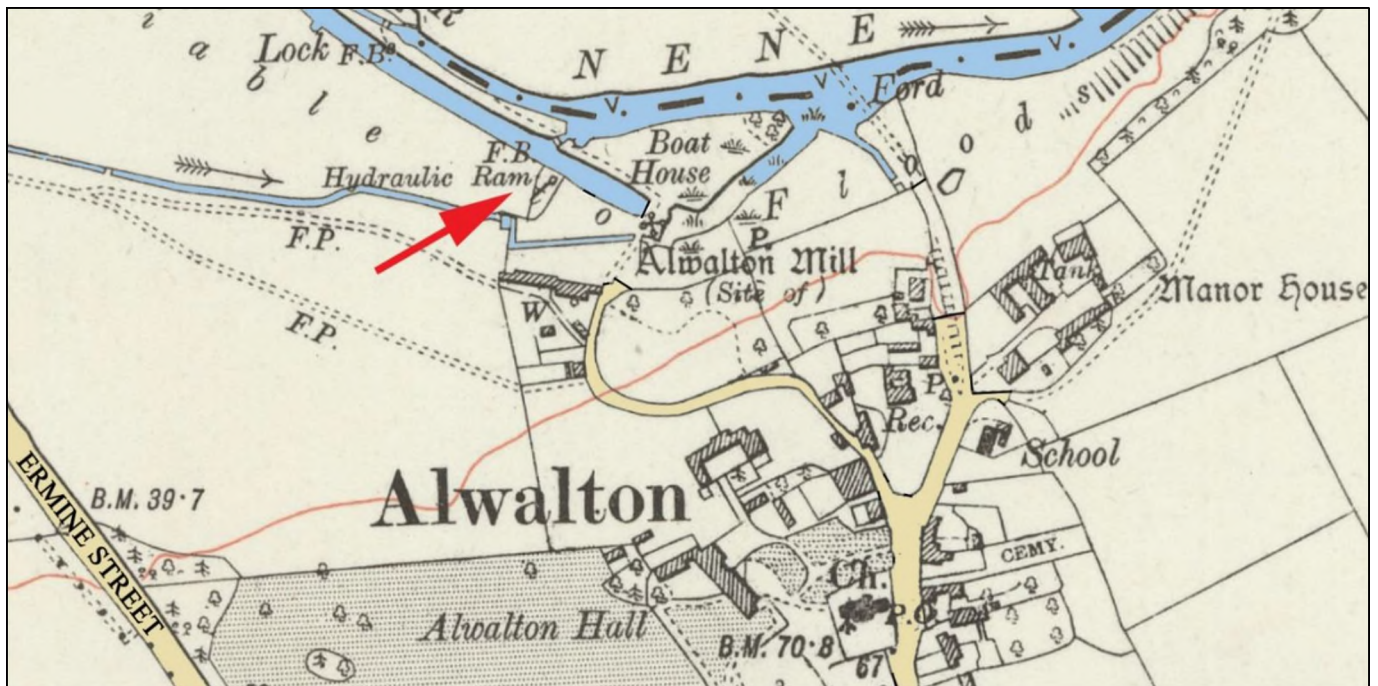 Lock F.Bs.
N E N E
V.
V.
V.
Ford
i a b l e
Boat
House
F.B.
Hydraulic Ram
F l o o d s
F.P.
F.P.
P.
Alwalton Mill
(Site of)
Tank
Manor House
W
P
Rec.
School
Alwalton
B.M. 39·7
ERMINE STREET
CEMY.
Ch.
P.O.
Alwalton Hall
B.M. 70·8
67